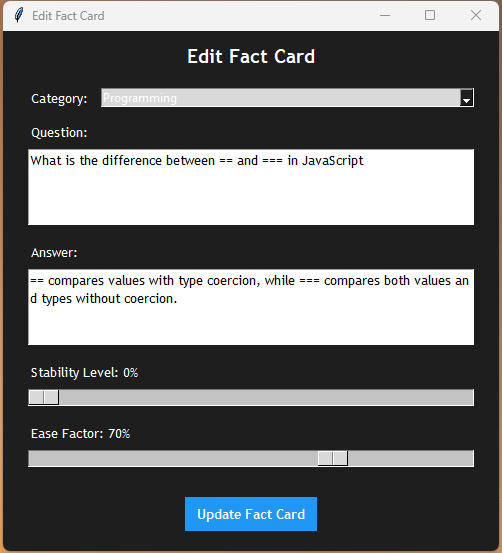 Edit Fact Card
Edit Fact Card
Category: Programming
Question:
What is the difference between == and === in JavaScript
Answer:
== compares values with type coercion, while === compares both values an
d types without coercion.
Stability Level: 0%
Ease Factor: 70%
Update Fact Card